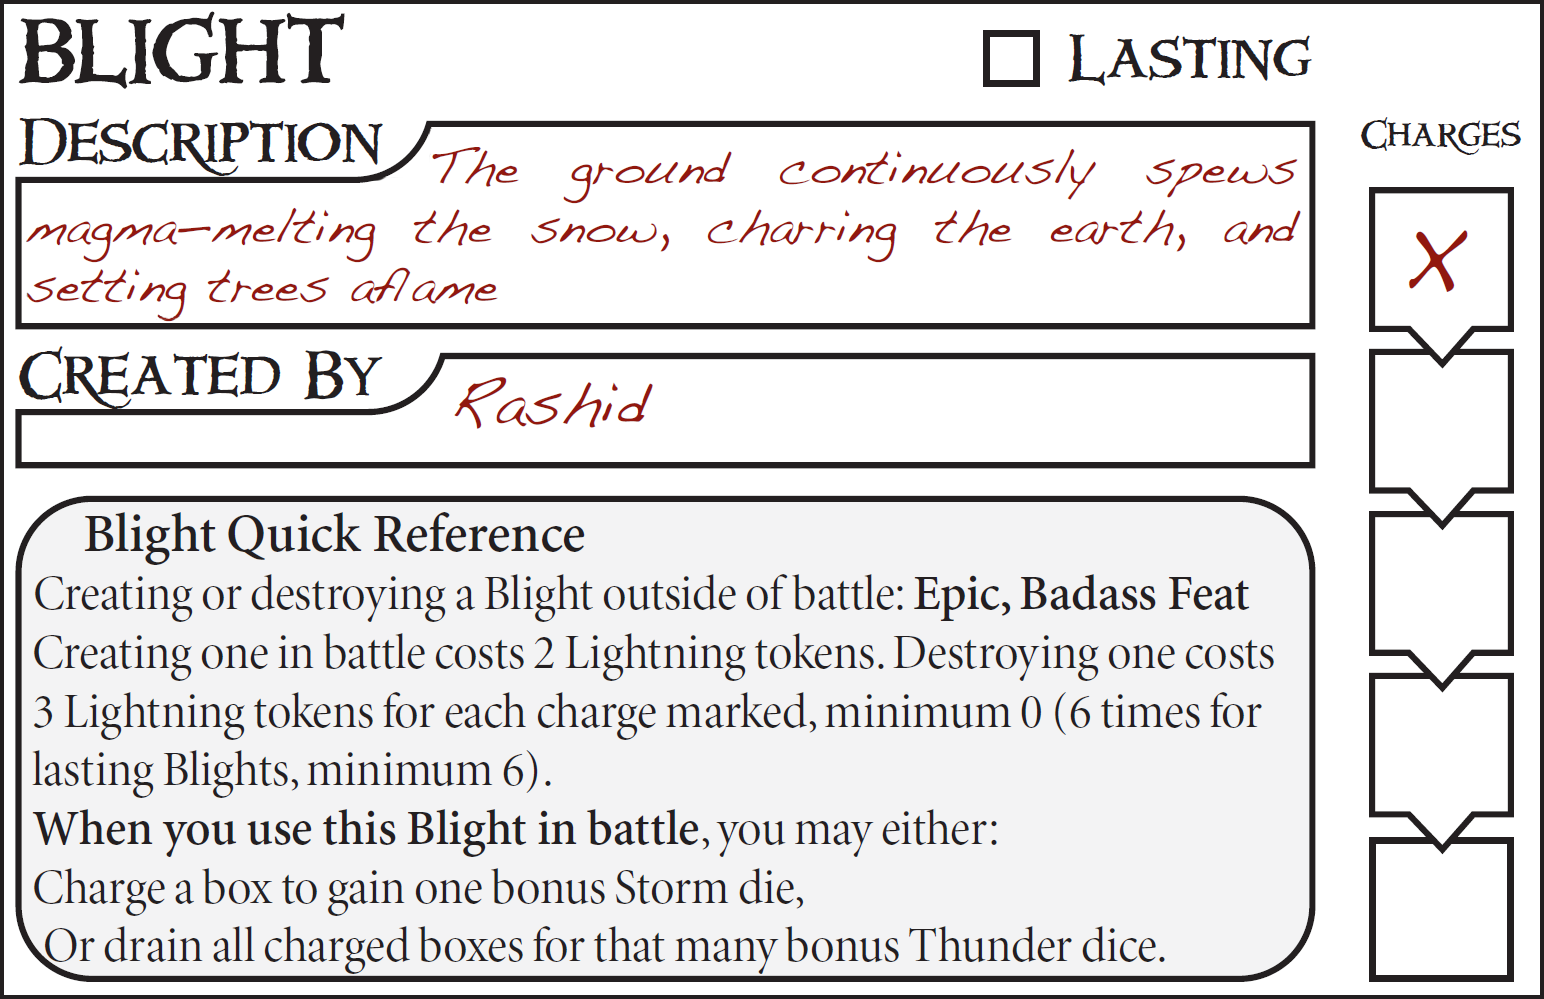 BLIGHT
LASTING
DESCRIPTION
CHARGES
The ground continuously spews
magma—melting the snow, charring the earth, and
setting trees aflame
X
CREATED BY
Rashid
Blight Quick Reference
Creating or destroying a Blight outside of battle: Epic, Badass Feat
Creating one in battle costs 2 Lightning tokens. Destroying one costs
3 Lightning tokens for each charge marked, minimum 0 (6 times for
lasting Blights, minimum 6).
When you use this Blight in battle, you may either:
Charge a box to gain one bonus Storm die,
Or drain all charged boxes for that many bonus Thunder dice.